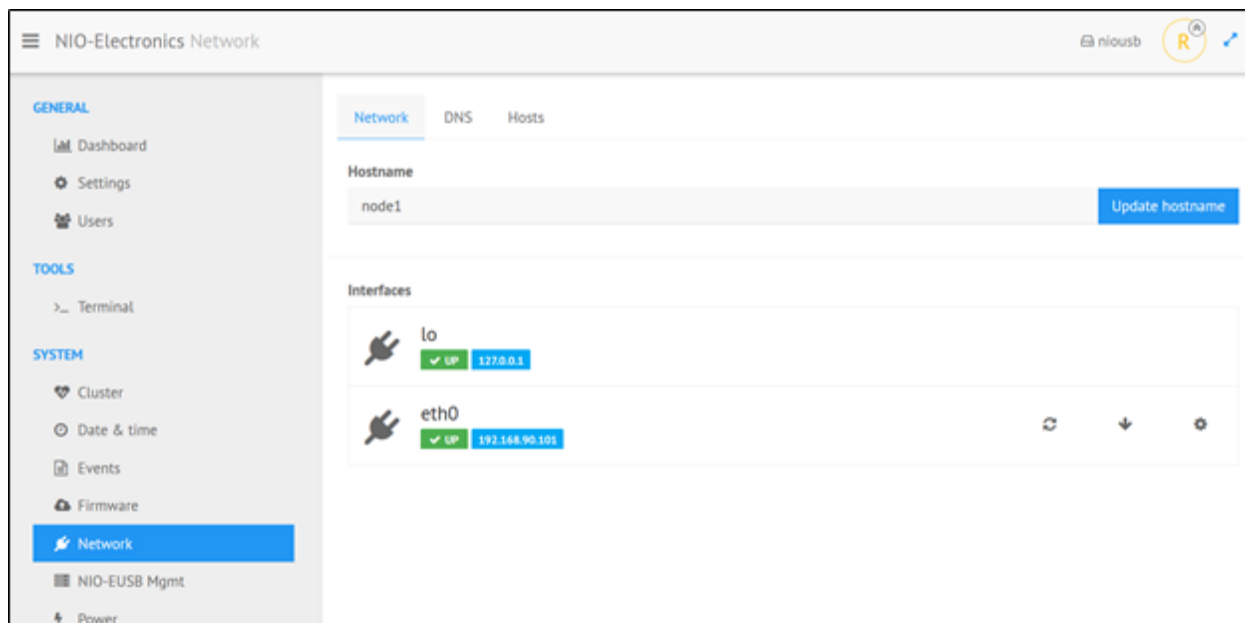 NIO-Electronics Network
niousb
R
GENERAL
Dashboard
Settings
Users
TOOLS
>_ Terminal
SYSTEM
Cluster
Date & time
Events
Firmware
Network
NIO-EUSB Mgmt
Power
Network DNS Hosts
Hostname
node1 Update hostname
Interfaces
lo
UP 127.0.0.1
eth0
UP 192.168.90.101